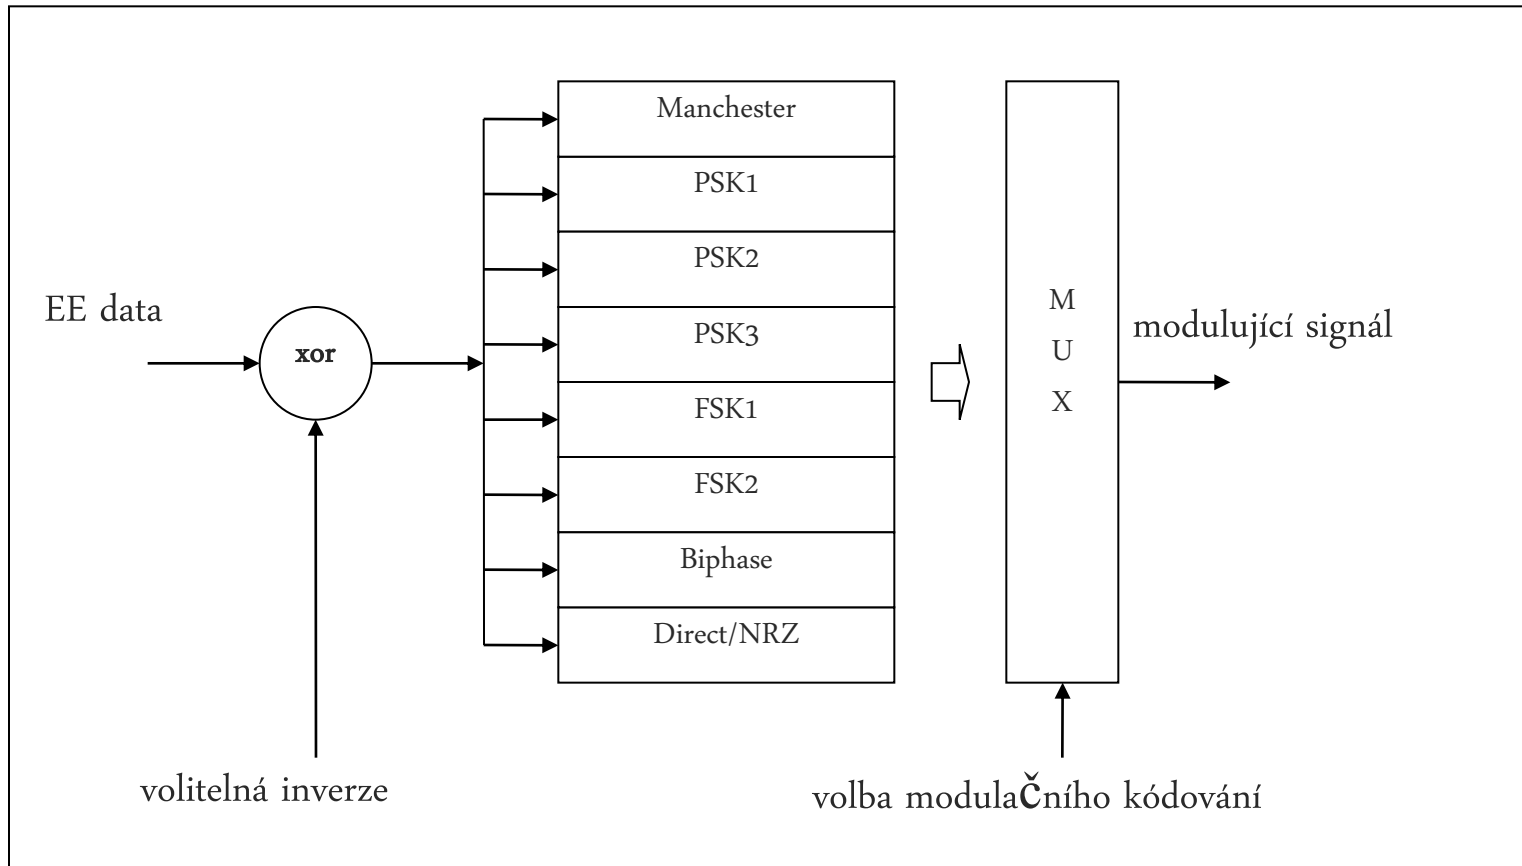 Manchester
PSK1
PSK2
PSK3
FSK1
FSK2
Biphase
Direct/NRZ
EE data
xor
M
U
X
modulující signál
volitelná inverze
volba modulačního kódování